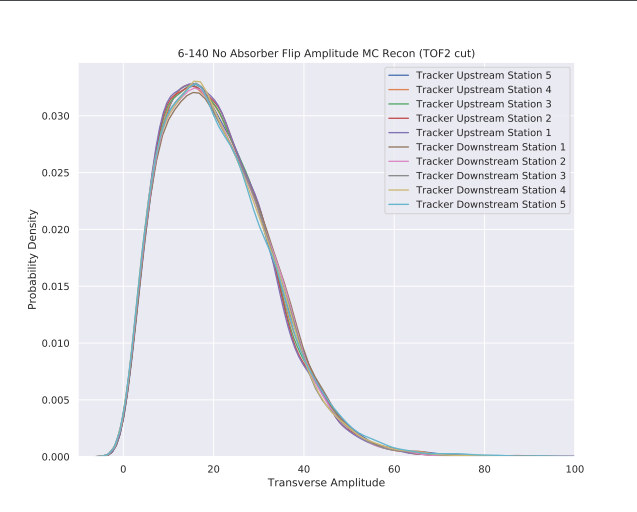 6-140 No Absorber Flip Amplitude MC Recon (TOF2 cut)
Tracker Upstream Station 5
Tracker Upstream Station 4
Tracker Upstream Station 3
Tracker Upstream Station 2
Tracker Upstream Station 1
Tracker Downstream Station 1
Tracker Downstream Station 2
Tracker Downstream Station 3
Tracker Downstream Station 4
Tracker Downstream Station 5
Probability Density
0.030
0.025
0.020
0.015
0.010
0.005
0.000
0 20 40 60 80 100
Transverse Amplitude